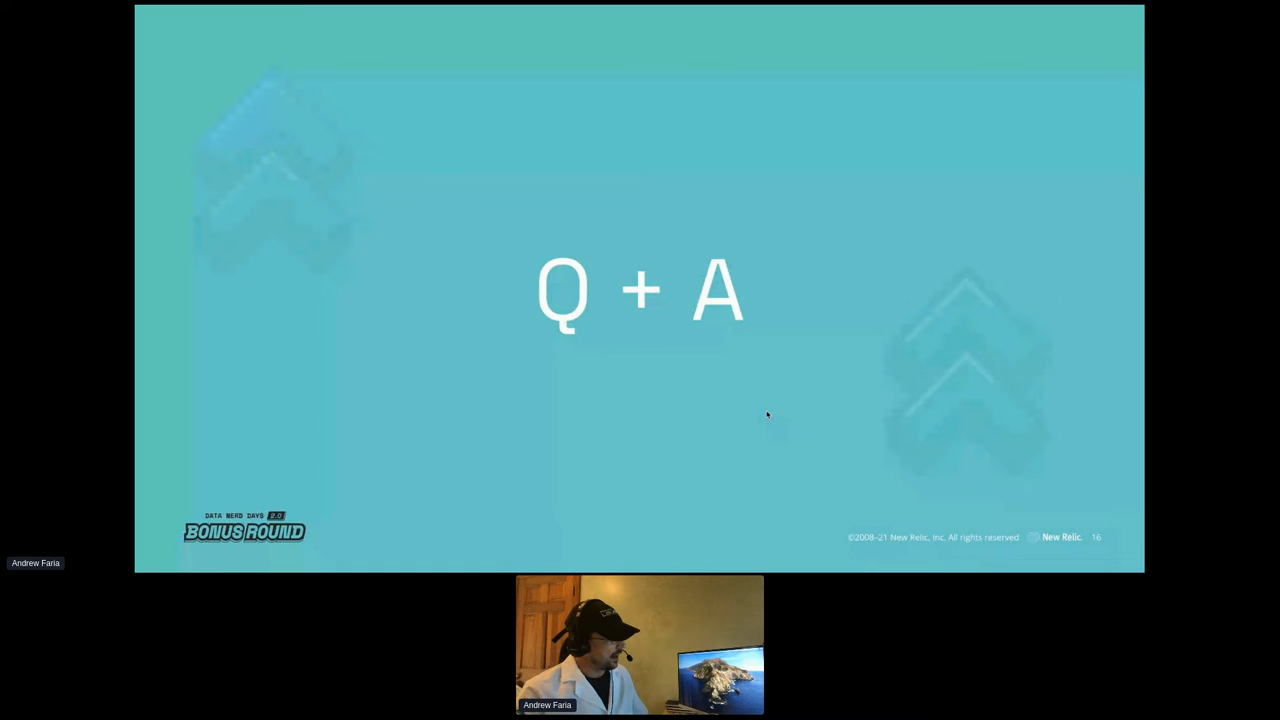 Q + A
DATA NERD DAYS 2.0
BONUS ROUND
©2008–21 New Relic, Inc. All rights reserved New Relic. 16
Andrew Faria
Andrew Faria